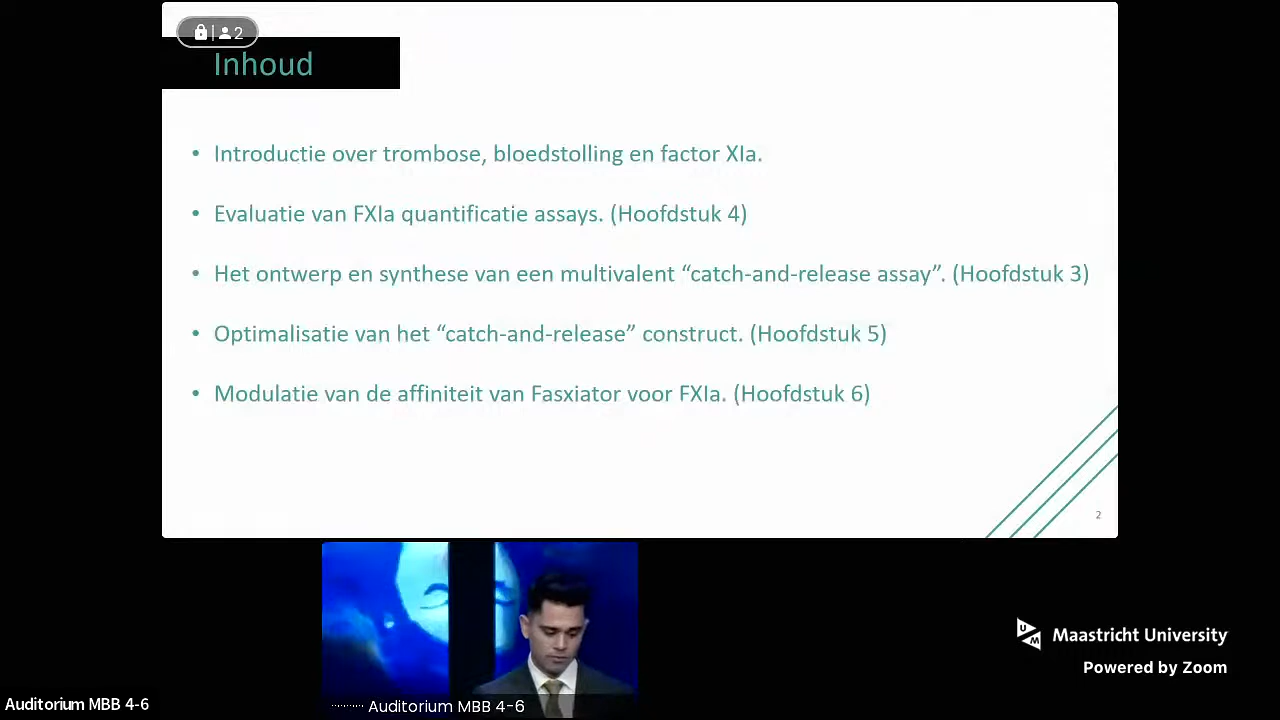 2
Inhoud
• Introductie over trombose, bloedstolling en factor XIa.
• Evaluatie van FXIa quantificatie assays. (Hoofdstuk 4)
• Het ontwerp en synthese van een multivalent “catch-and-release assay”. (Hoofdstuk 3)
• Optimalisatie van het “catch-and-release” construct. (Hoofdstuk 5)
• Modulatie van de affiniteit van Fasxiator voor FXIa. (Hoofdstuk 6)
2
UM Maastricht University
Powered by Zoom
Auditorium MBB 4-6
Auditorium MBB 4-6